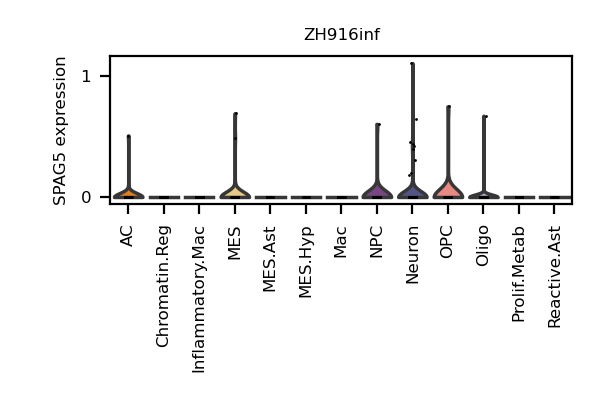 ZH916inf
SPAG5 expression
1
0
AC
Chromatin.Reg
Inflammatory.Mac
MES
MES.Ast
MES.Hyp
Mac
NPC
Neuron
OPC
Oligo
Prolif.Metab
Reactive.Ast